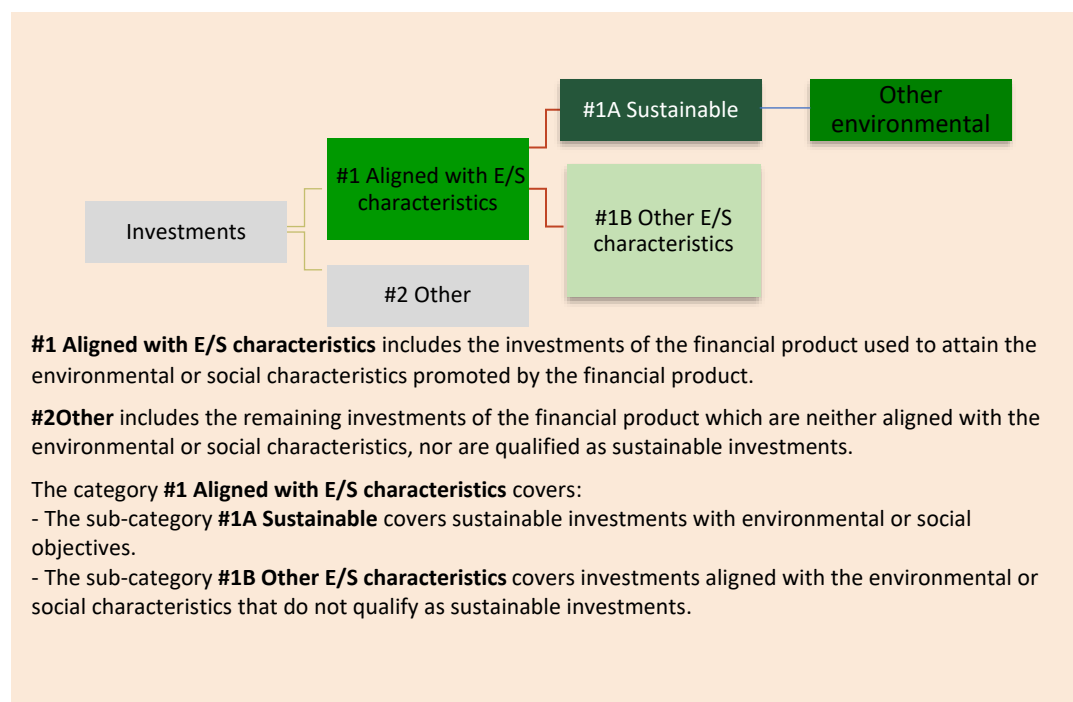 #1A Sustainable
Other
environmental
#1 Aligned with E/S
characteristics
#1B Other E/S
characteristics
Investments
#2 Other
#1 Aligned with E/S characteristics includes the investments of the financial product used to attain the
environmental or social characteristics promoted by the financial product.
#2Other includes the remaining investments of the financial product which are neither aligned with the
environmental or social characteristics, nor are qualified as sustainable investments.
The category #1 Aligned with E/S characteristics covers:
- The sub-category #1A Sustainable covers sustainable investments with environmental or social
objectives.
- The sub-category #1B Other E/S characteristics covers investments aligned with the environmental or
social characteristics that do not qualify as sustainable investments.